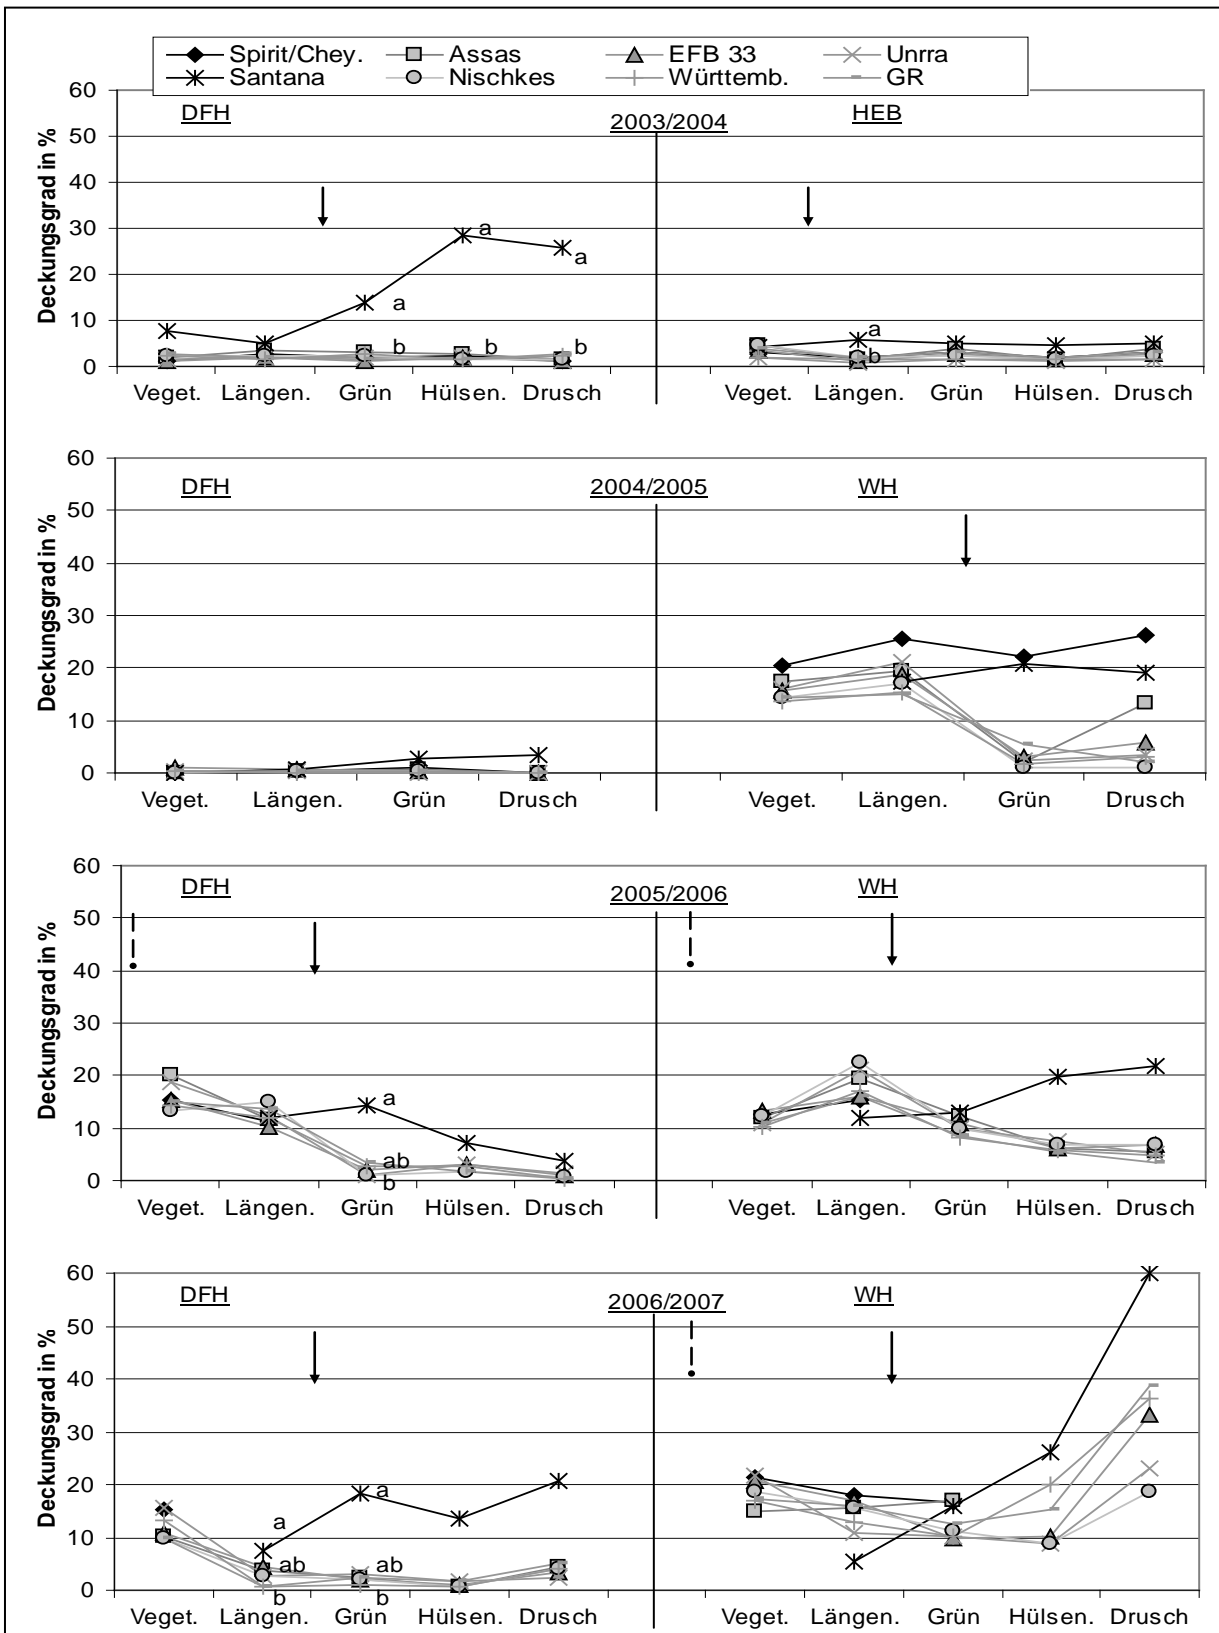 Spirit/Chey. Assas EFB 33 Unrra
Santana Nischkes Württemb. GR
DFH 2003/2004 HEB
Deckungsgrad in %
60
50
40
30
20
10
0
a
a
a
b
b
b
a
b
Veget. Längen. Grün Hülsen. Drusch Veget. Längen. Grün Hülsen. Drusch
DFH 2004/2005 WH
Deckungsgrad in %
60
50
40
30
20
10
0
Veget. Längen. Grün Drusch Veget. Längen. Grün Drusch
DFH 2005/2006 WH
Deckungsgrad in %
60
50
40
30
20
10
0
a
ab
b
Veget. Längen. Grün Hülsen. Drusch Veget. Längen. Grün Hülsen. Drusch
DFH 2006/2007 WH
Deckungsgrad in %
60
50
40
30
20
10
0
a
a
ab
ab
b
b
Veget. Längen. Grün Hülsen. Drusch Veget. Längen. Grün Hülsen. Drusch